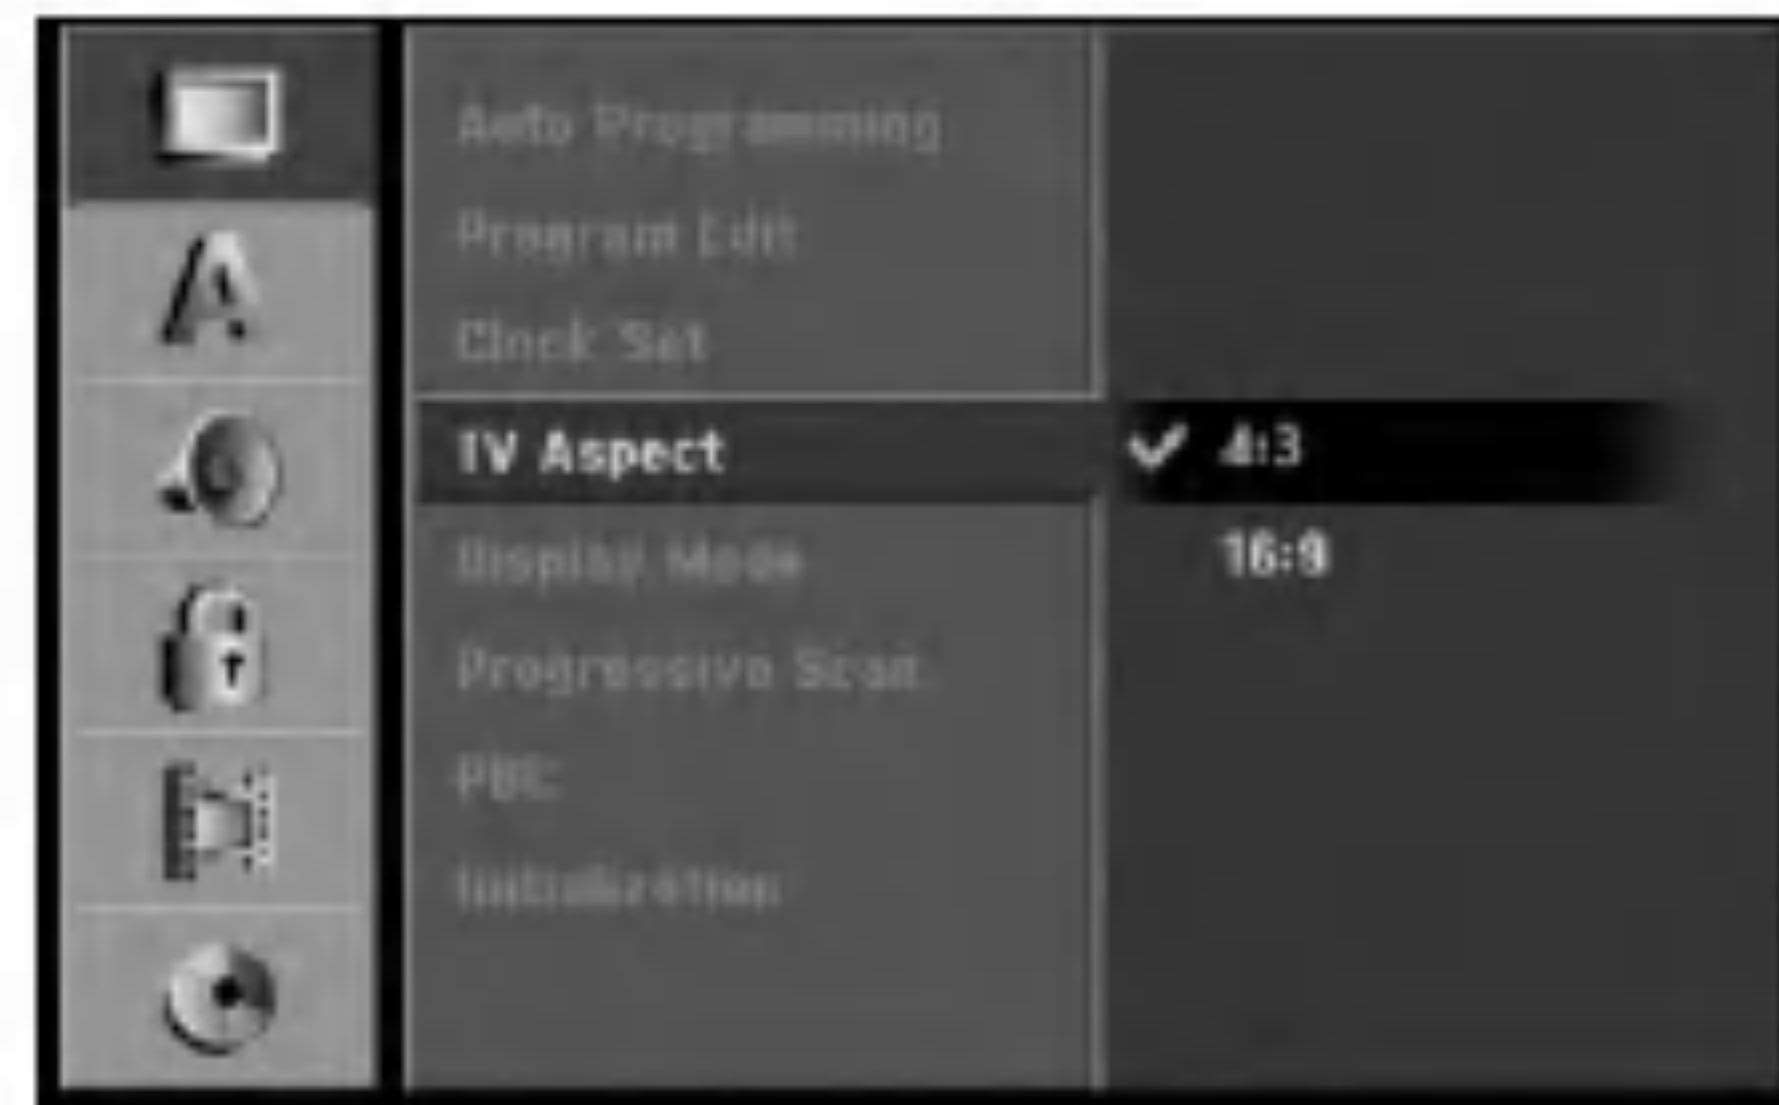 Auto Programming
Program Edit
Clock Set
TV Aspect
4:3
16:9
Display Mode
Progressive Scan
PBC
Initialization